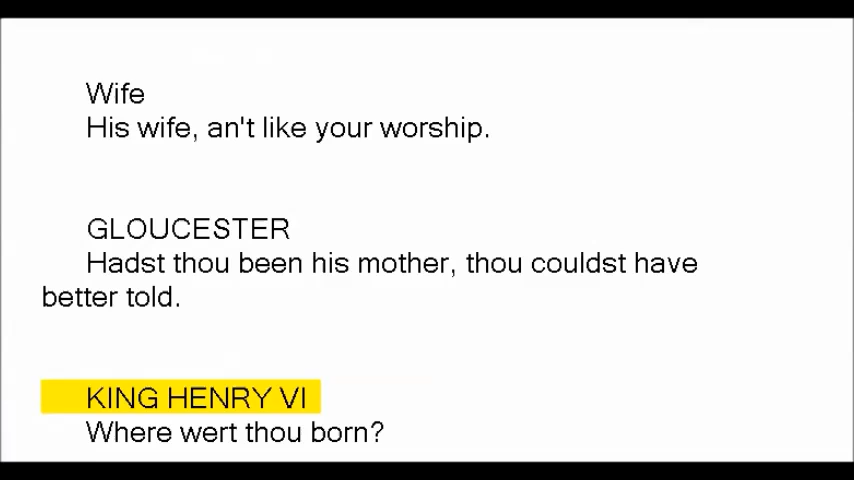 Wife
His wife, an't like your worship.
GLOUCESTER
Hadst thou been his mother, thou couldst have
better told.
KING HENRY VI
Where wert thou born?